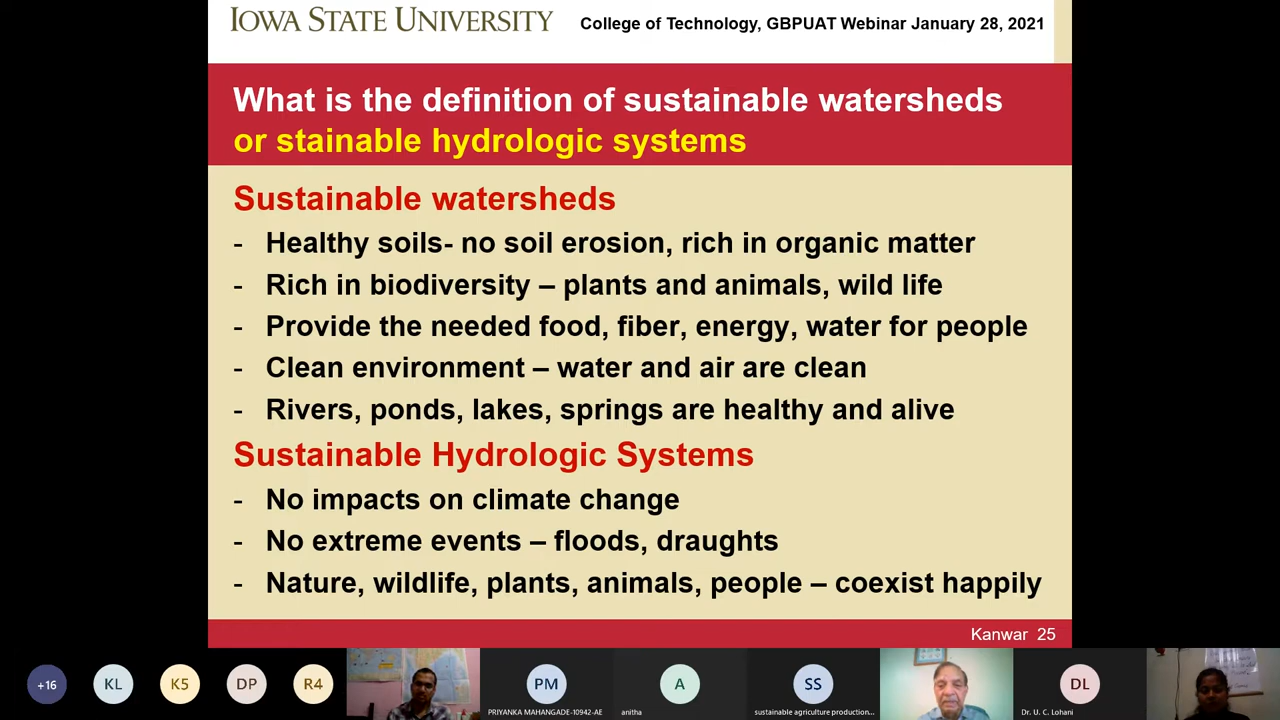 IOWA STATE UNIVERSITY
College of Technology, GBPUAT Webinar January 28, 2021
What is the definition of sustainable watersheds
or stainable hydrologic systems
Sustainable watersheds
- Healthy soils- no soil erosion, rich in organic matter
- Rich in biodiversity – plants and animals, wild life
- Provide the needed food, fiber, energy, water for people
- Clean environment – water and air are clean
- Rivers, ponds, lakes, springs are healthy and alive
Sustainable Hydrologic Systems
- No impacts on climate change
- No extreme events – floods, draughts
- Nature, wildlife, plants, animals, people – coexist happily
Kanwar 25
+16 KL K5 DP R4 PM A SS DL
PRIYANKA MAHANGADE-10942-AE anitha sustainable agriculture production... Dr. U. C. Lohani